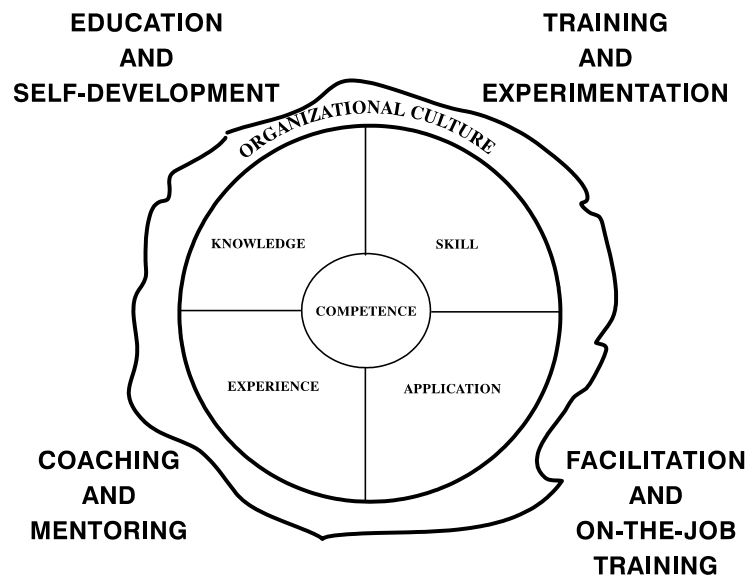 EDUCATION
AND
SELF-DEVELOPMENT
TRAINING
AND
EXPERIMENTATION
ORGANIZATIONAL CULTURE
KNOWLEDGE
SKILL
COMPETENCE
EXPERIENCE
APPLICATION
COACHING
AND
MENTORING
FACILITATION
AND
ON-THE-JOB
TRAINING